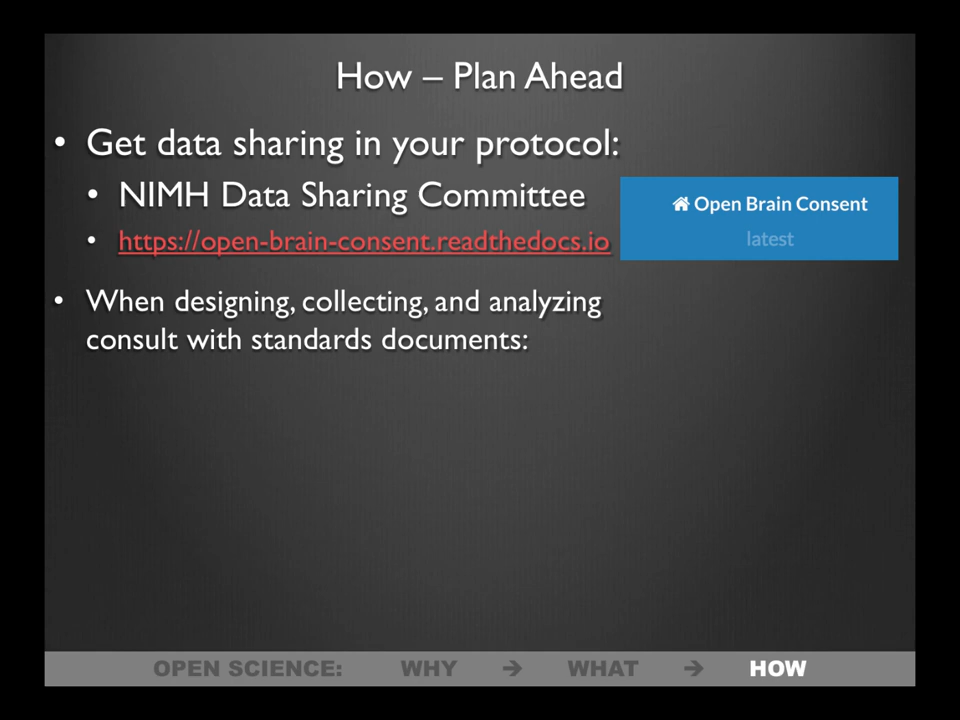 How – Plan Ahead
• Get data sharing in your protocol:
• NIMH Data Sharing Committee
• https://open-brain-consent.readthedocs.io
Open Brain Consent
latest
• When designing, collecting, and analyzing
consult with standards documents:
OPEN SCIENCE: WHY → WHAT → HOW